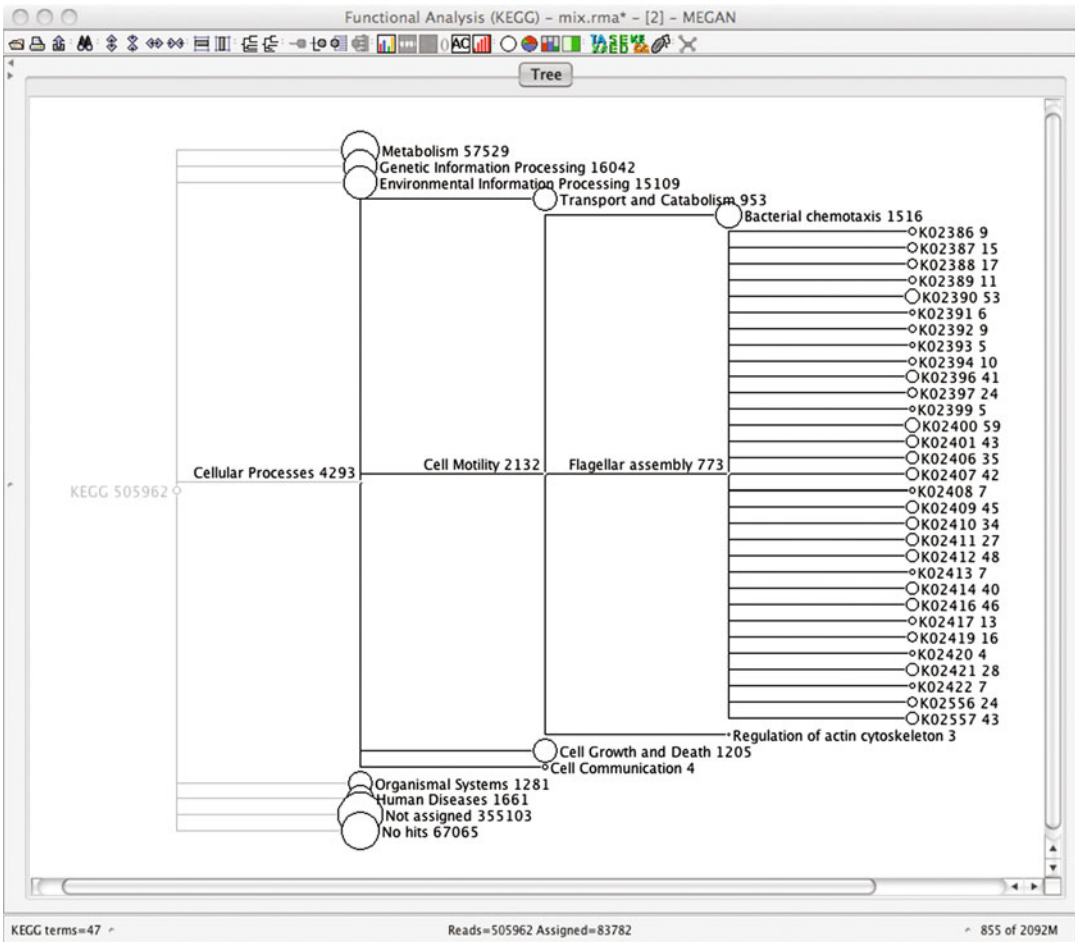 Functional Analysis (KEGG) – mix.rma* – [2] – MEGAN
AC
Tree
Metabolism 57529
Genetic Information Processing 16042
Environmental Information Processing 15109
Transport and Catabolism 953
Bacterial chemotaxis 1516
K02386 9
K02387 15
K02388 17
K02389 11
K02390 53
K02391 6
K02392 9
K02393 5
K02394 10
K02396 41
K02397 24
K02399 5
K02400 59
K02401 43
K02406 35
Cellular Processes 4293
Cell Motility 2132
Flagellar assembly 773
K02407 42
KEGG 505962
K02408 7
K02409 45
K02410 34
K02411 27
K02412 48
K02413 7
K02414 40
K02416 46
K02417 13
K02419 16
K02420 4
K02421 28
K02422 7
K02556 24
K02557 43
Regulation of actin cytoskeleton 3
Cell Growth and Death 1205
Cell Communication 4
Organismal Systems 1281
Human Diseases 1661
Not assigned 355103
No hits 67065
KEGG terms=47
Reads=505962 Assigned=83782
855 of 2092M